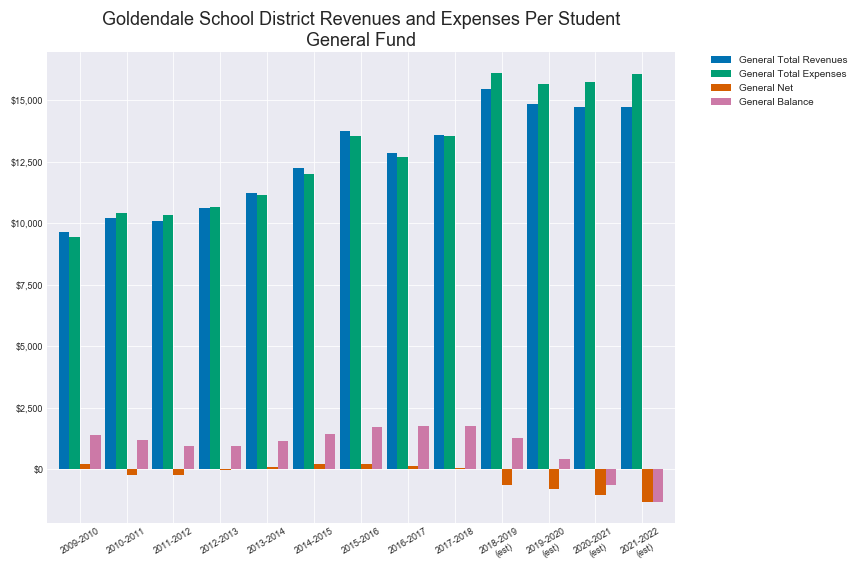 Goldendale School District Revenues and Expenses Per Student
General Fund
General Total Revenues
General Total Expenses
General Net
General Balance
$15,000
$12,500
$10,000
$7,500
$5,000
$2,500
$0
2009-2010
2010-2011
2011-2012
2012-2013
2013-2014
2014-2015
2015-2016
2016-2017
2017-2018
2018-2019
(est)
2019-2020
(est)
2020-2021
(est)
2021-2022
(est)